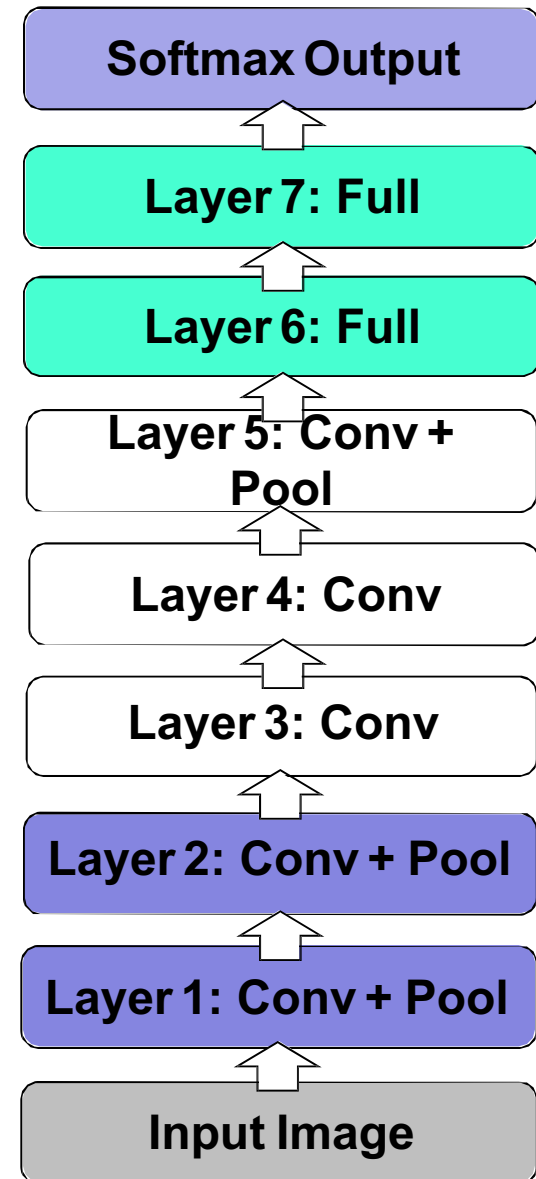 Softmax Output
Layer 7: Full
Layer 6: Full
Layer 5: Conv +
Pool
Layer 4: Conv
Layer 3: Conv
Layer 2: Conv + Pool
Layer 1: Conv + Pool
Input Image